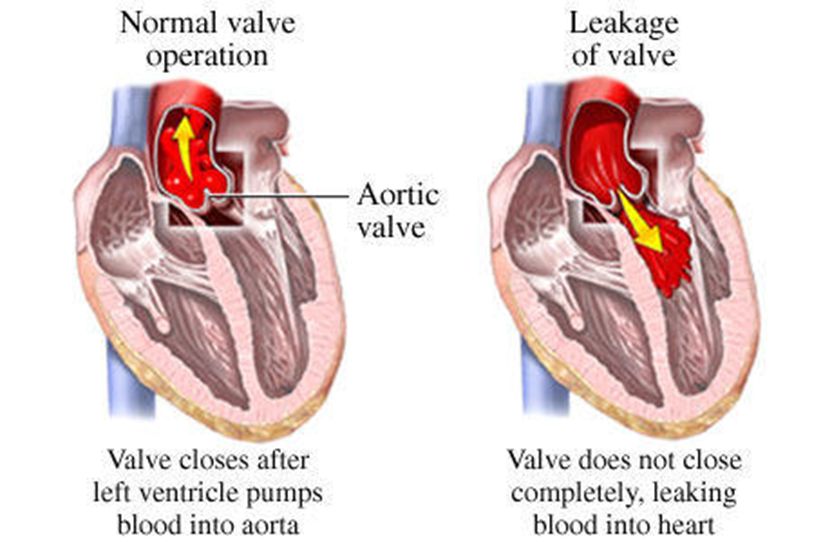 Normal valve
operation
Leakage
of valve
Aortic
valve
Valve closes after
left ventricle pumps
blood into aorta
Valve does not close
completely, leaking
blood into heart